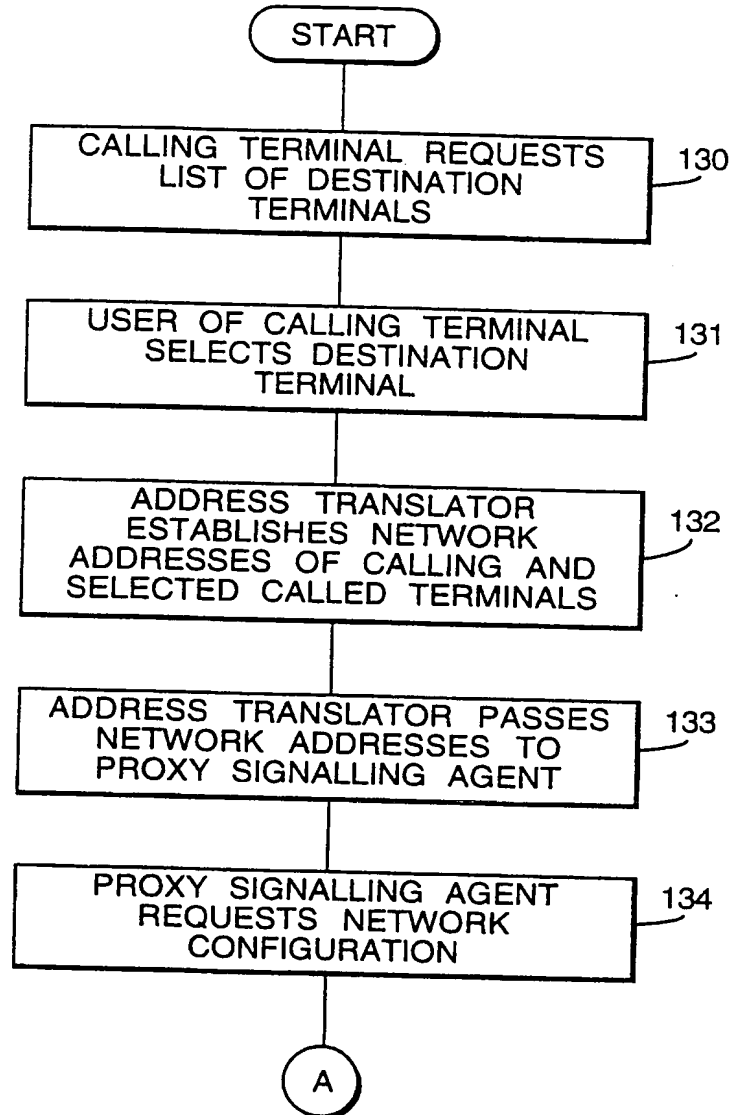 START
CALLING TERMINAL REQUESTS
LIST OF DESTINATION
TERMINALS
130
USER OF CALLING TERMINAL
SELECTS DESTINATION
TERMINAL
131
ADDRESS TRANSLATOR
ESTABLISHES NETWORK
ADDRESSES OF CALLING AND
SELECTED CALLED TERMINALS
132
ADDRESS TRANSLATOR PASSES
NETWORK ADDRESSES TO
PROXY SIGNALLING AGENT
133
PROXY SIGNALLING AGENT
REQUESTS NETWORK
CONFIGURATION
134
A